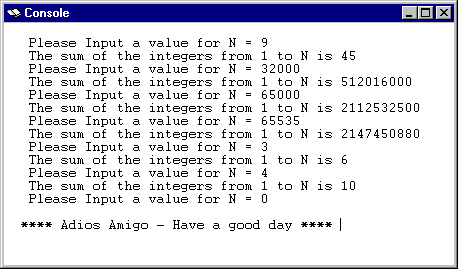 Console
Please Input a value for N = 9
The sum of the integers from 1 to N is 45
Please Input a value for N = 32000
The sum of the integers from 1 to N is 512016000
Please Input a value for N = 65000
The sum of the integers from 1 to N is 2112532500
Please Input a value for N = 65535
The sum of the integers from 1 to N is 2147450880
Please Input a value for N = 3
The sum of the integers from 1 to N is 6
Please Input a value for N = 4
The sum of the integers from 1 to N is 10
Please Input a value for N = 0
**** Adios Amigo - Have a good day ****